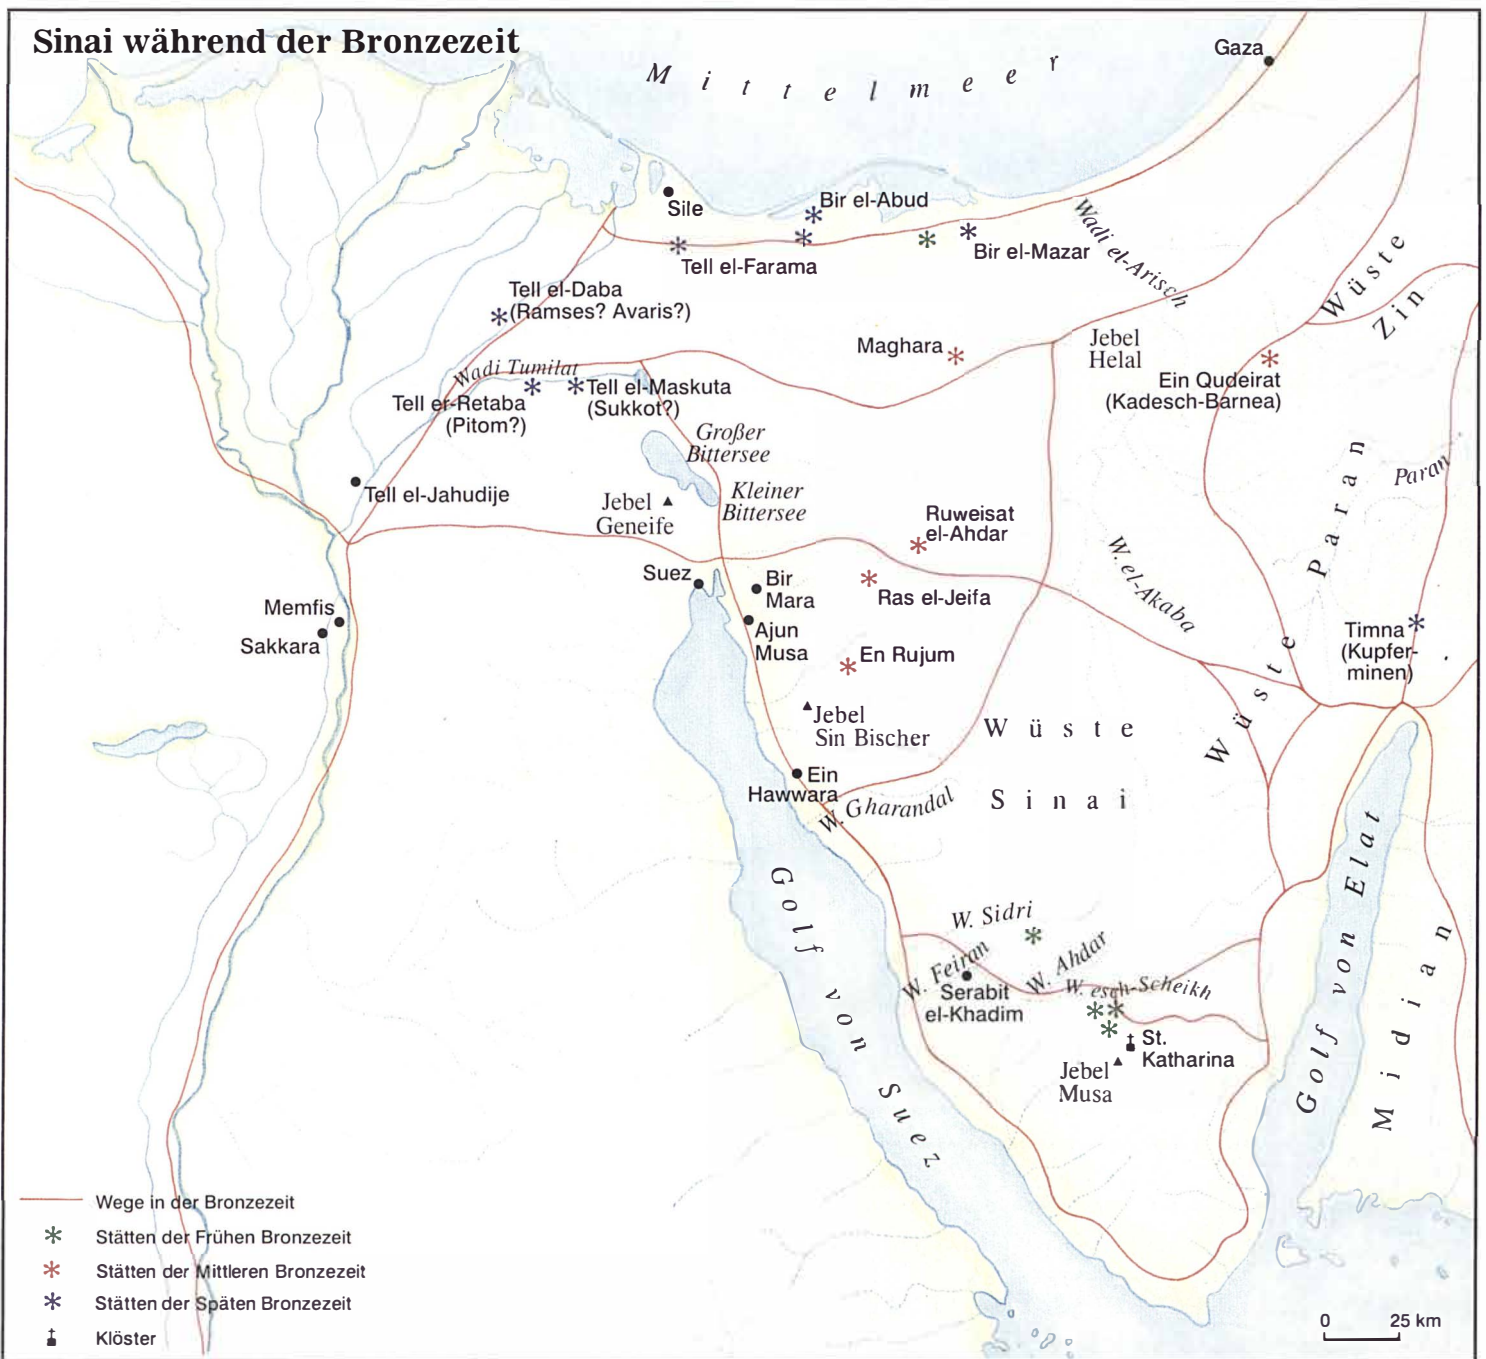 Sinai während der Bronzezeit
Mittelmeer
Gaza
Sile
Bir el-Abud
Tell el-Farama
Bir el-Mazar
Wadi el-Arisch
Wüste
Zin
Tell el-Daba
(Ramses? Avaris?)
Maghara
Jebel
Helal
Ein Qudeirat
(Kadesch-Barnea)
Wadi Tumilat
Tell er-Retaba
(Pitom?)
Tell el-Maskuta
(Sukkot?)
Großer
Bittersee
Kleiner
Bittersee
Tell el-Jahudije
Jebel
Geneife
Ruweisat
el-Ahdar
Wüste Paran
Paran
Suez
Bir
Mara
Ras el-Jeifa
W. el-Akaba
Memfis
Sakkara
Ajun
Musa
En Rujum
Timna
(Kupfer-
minen)
Jebel
Sin Bischer
Wüste
Sinai
Ein
Hawwara
W. Gharandal
Golf von Suez
Golf von Elat
Midian
W. Sidri
W. Feiran
W. Ahdar
W. esch-Scheikh
Serabit
el-Khadim
St.
Katharina
Jebel
Musa
Wege in der Bronzezeit
Stätten der Frühen Bronzezeit
Stätten der Mittleren Bronzezeit
Stätten der Späten Bronzezeit
Klöster
0 25 km